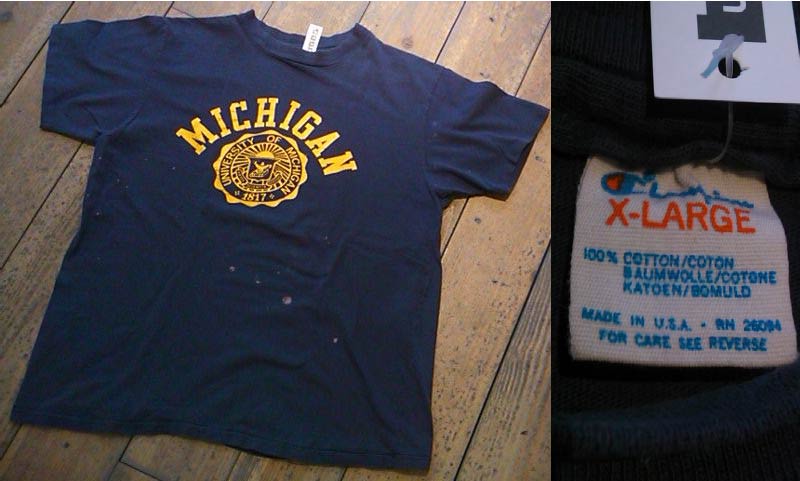 MICHIGAN
UNIVERSITY OF MICHIGAN
1817
Champion
X-LARGE
100% COTTON/COTON
BAUMWOLLE/COTONE
KATOEN/BOMULD
MADE IN U.S.A. · RN 26094
FOR CARE SEE REVERSE